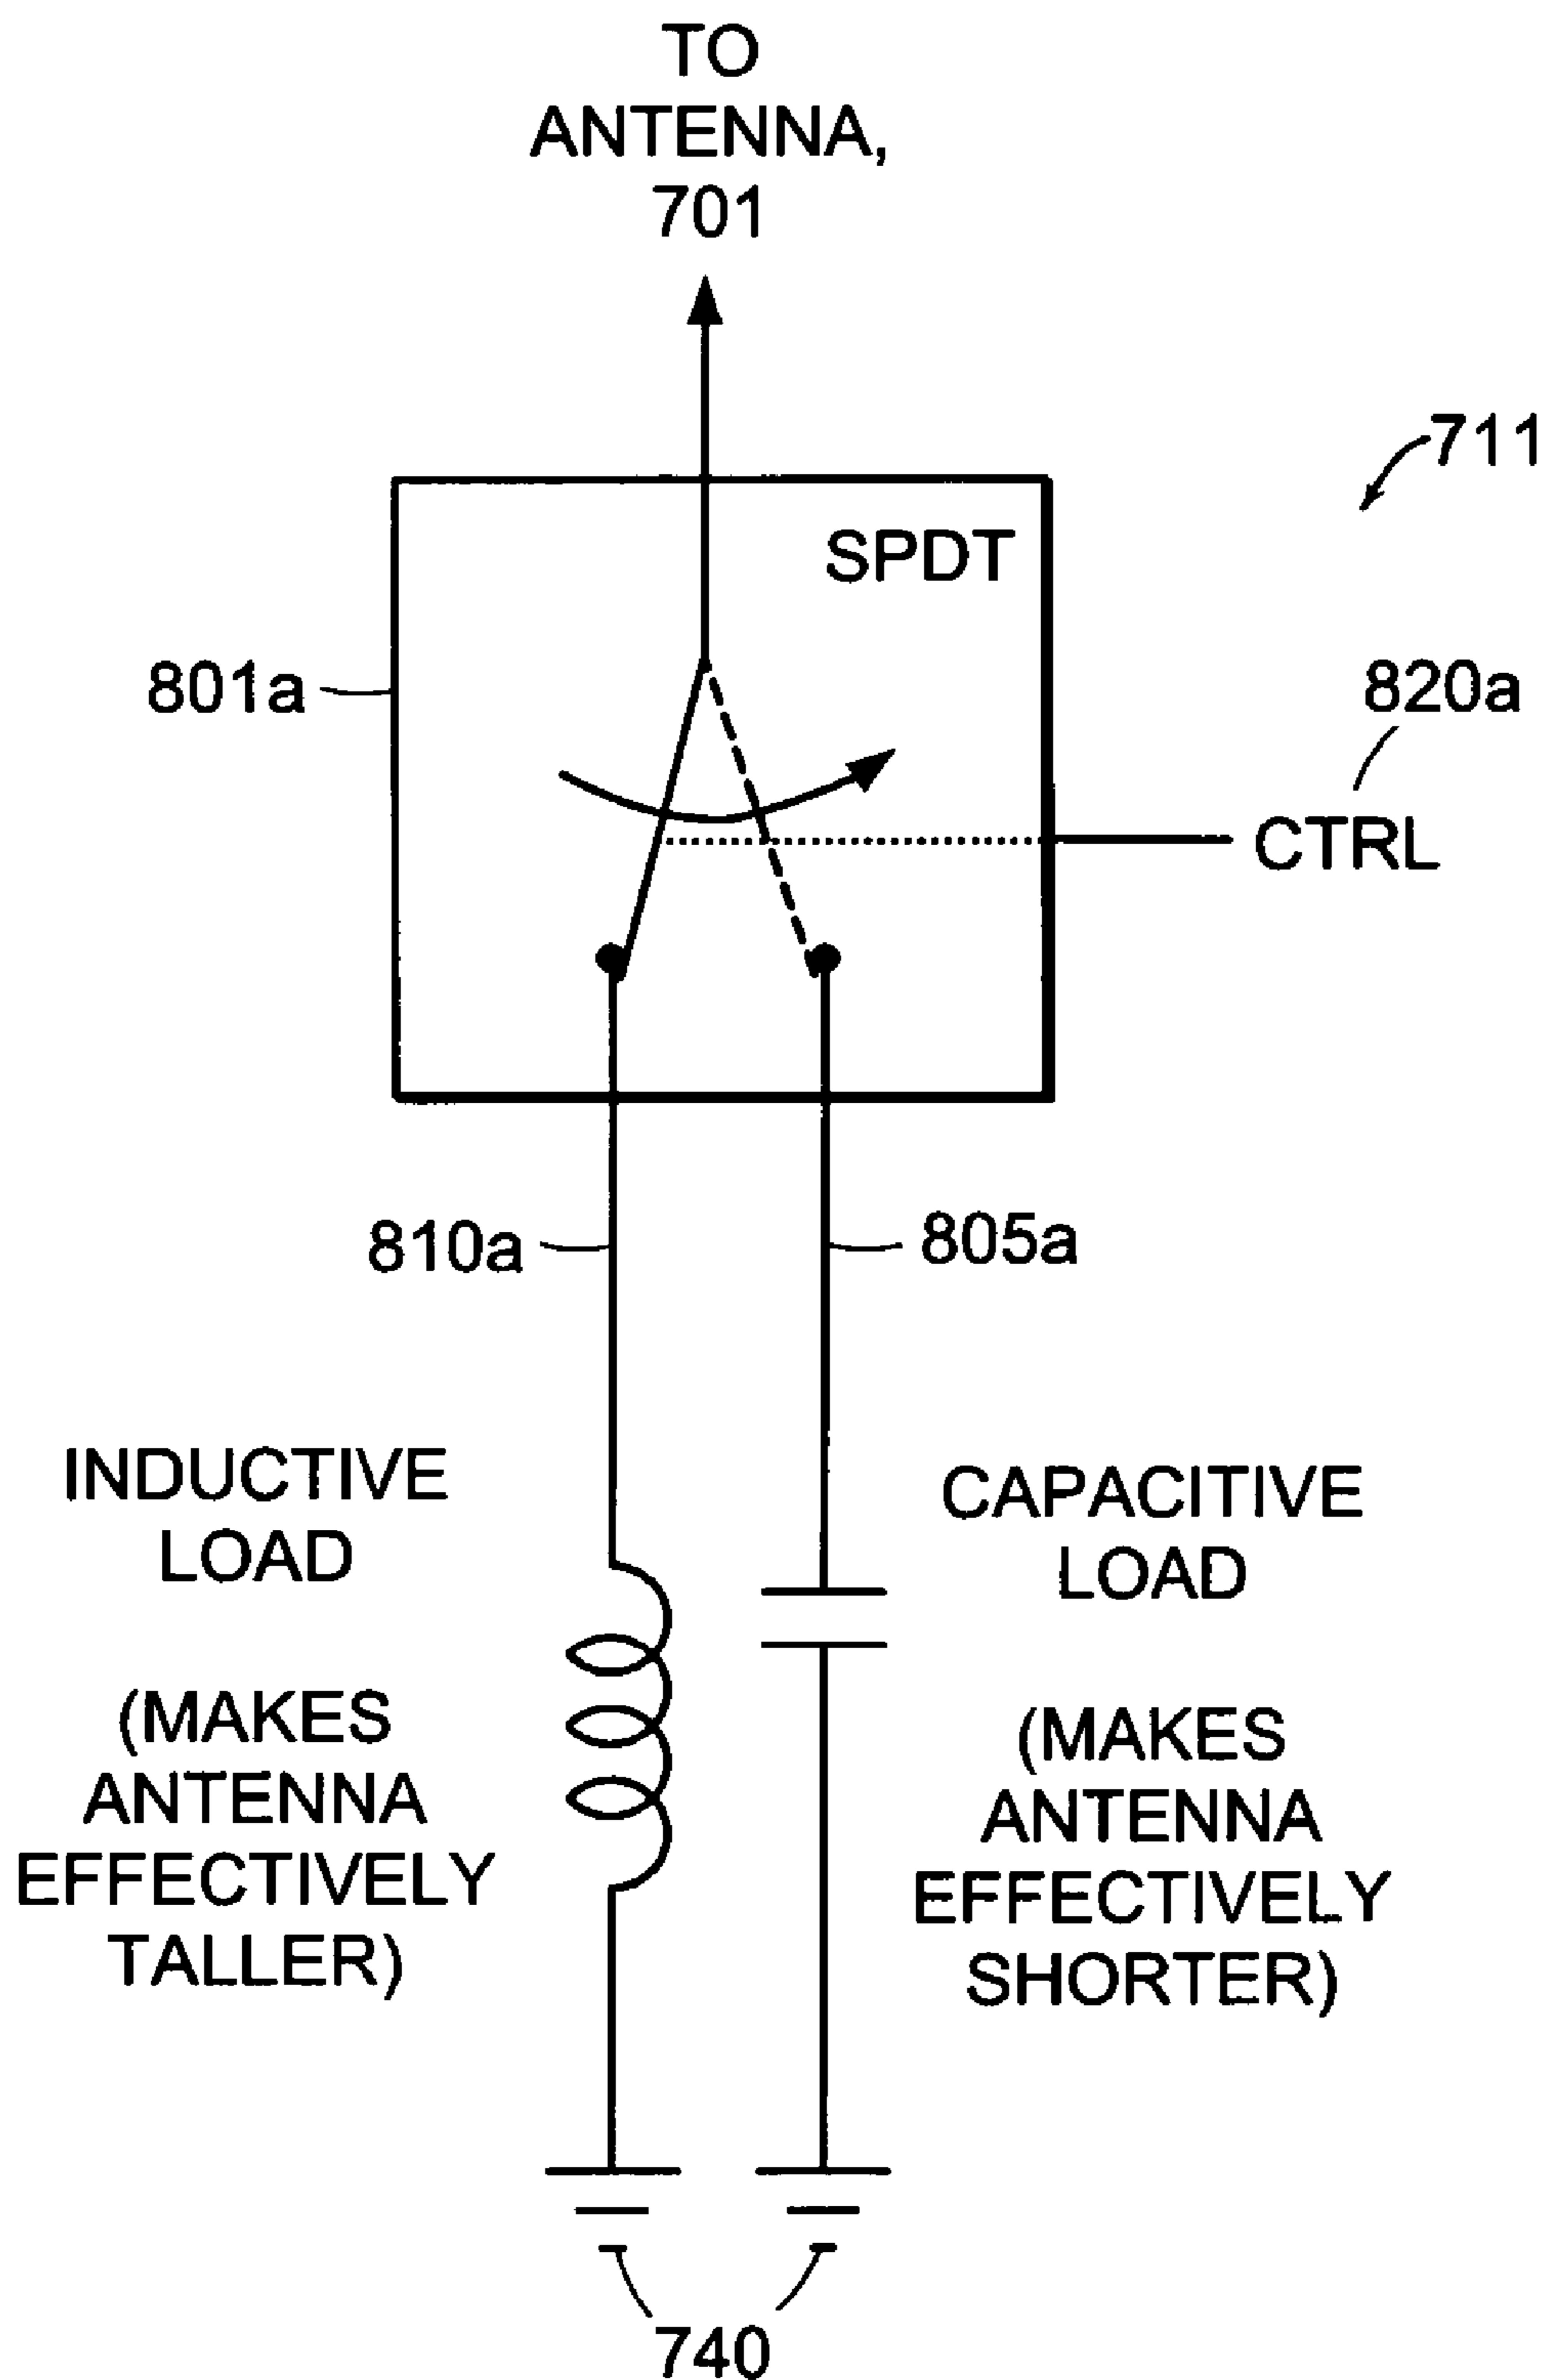 TO
ANTENNA,
701
711
SPDT
801a
820a
CTRL
810a
805a
INDUCTIVE
LOAD
(MAKES
ANTENNA
EFFECTIVELY
TALLER)
CAPACITIVE
LOAD
(MAKES
ANTENNA
EFFECTIVELY
SHORTER)
740